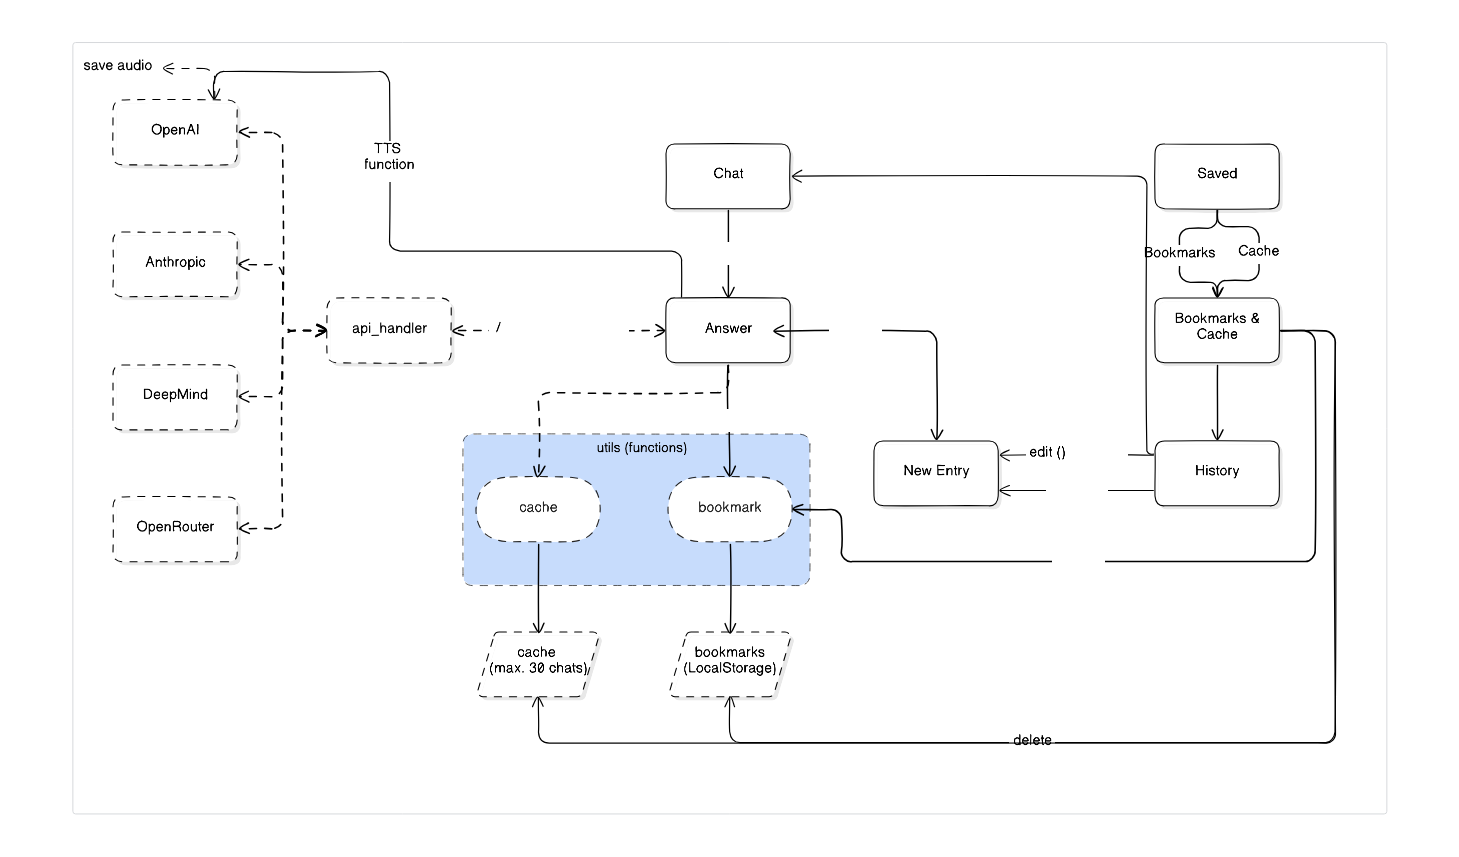 save audio
OpenAI
TTS
function
Chat
Saved
Bookmarks
Cache
Anthropic
api_handler
/
Answer
Bookmarks &
Cache
DeepMind
utils (functions)
edit ()
New Entry
History
cache
bookmark
OpenRouter
cache
(max. 30 chats)
bookmarks
(LocalStorage)
delete